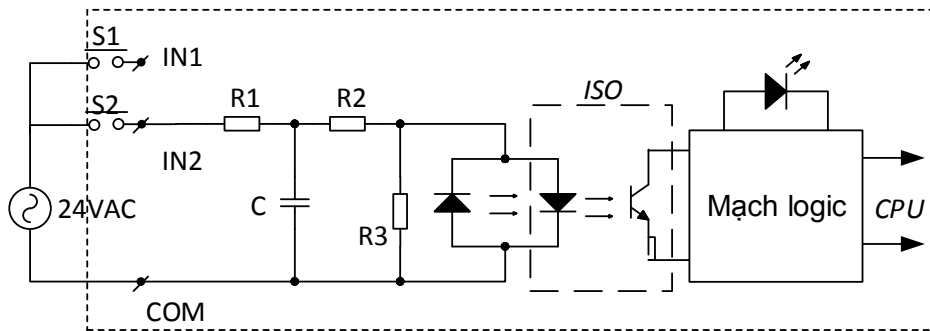 S1
IN1
S2
R1
R2
ISO
IN2
24VAC
C
R3
Mạch logic
CPU
COM